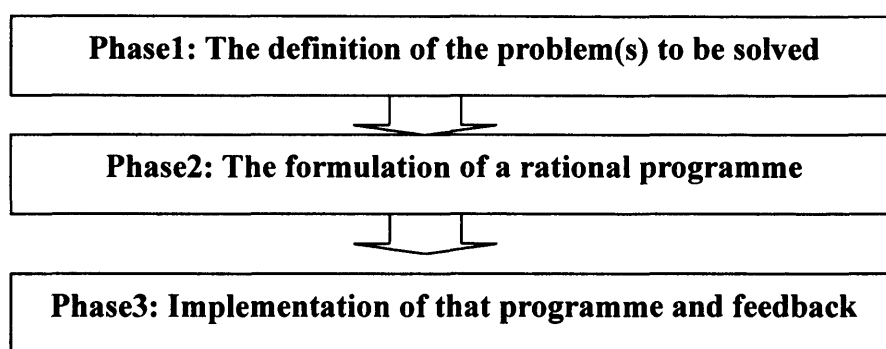 Phase1: The definition of the problem(s) to be solved
Phase2: The formulation of a rational programme
Phase3: Implementation of that programme and feedback